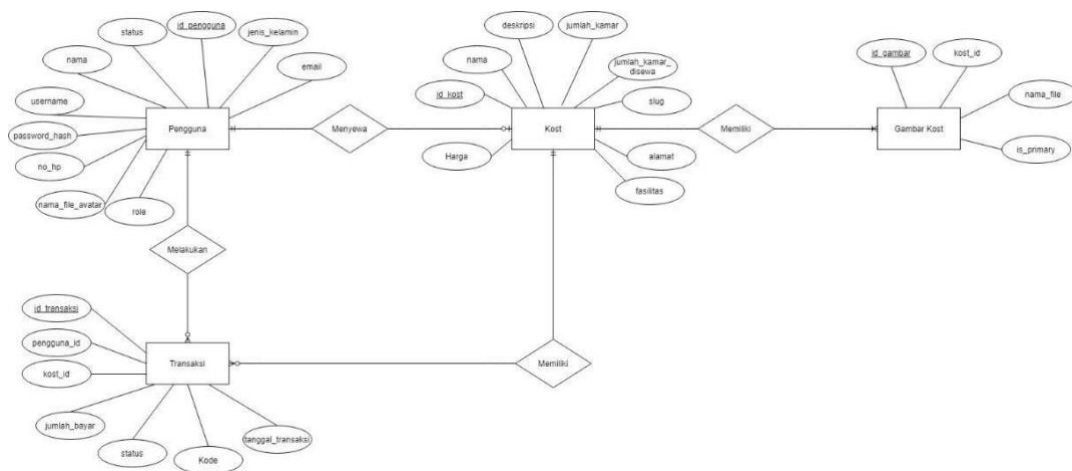 status
id_pengguna
jenis_kelamin
nama
email
username
password_hash
no_hp
nama_file_avatar
role
Pengguna
Menyewa
deskripsi
jumlah_kamar
nama
jumlah_kamar_
disewa
id_kost
slug
Kost
Harga
alamat
fasilitas
Memiliki
id_gambar
kost_id
nama_file
Gambar Kost
is_primary
Melakukan
id_transaksi
pengguna_id
kost_id
Transaksi
jumlah_bayar
status
Kode
tanggal_transaksi
Memiliki